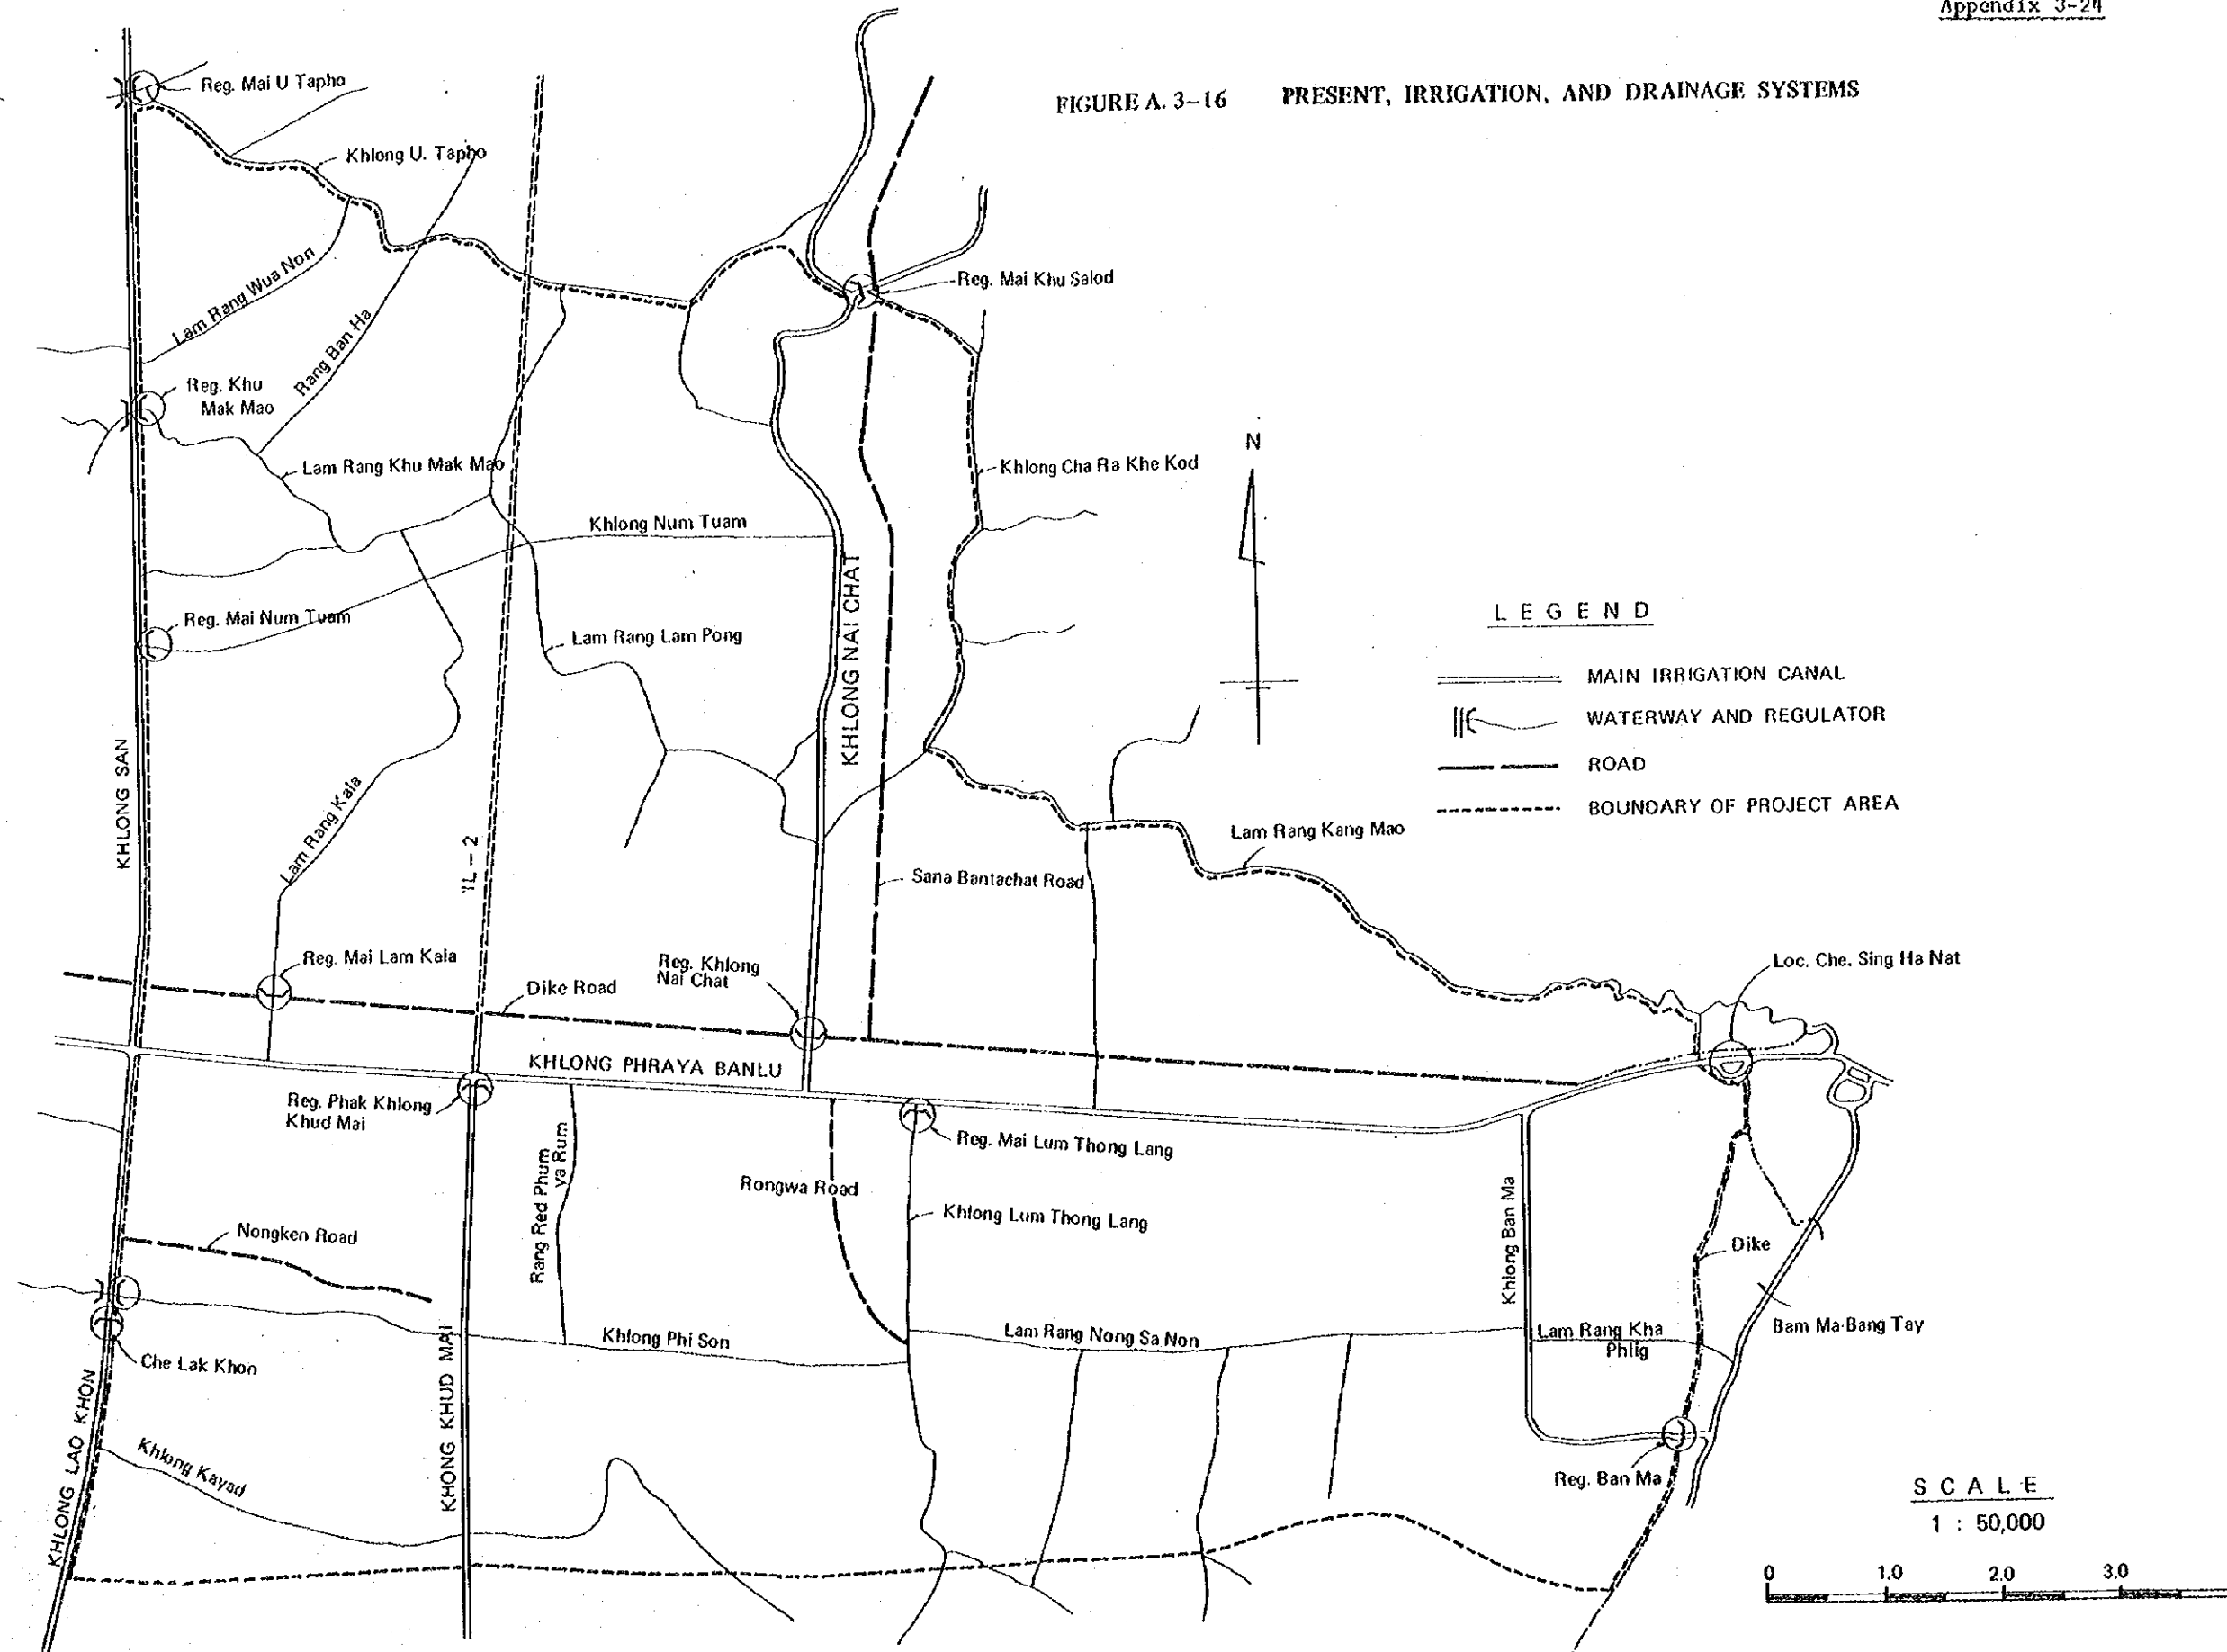 Appendix 3-24
FIGURE A. 3-16 PRESENT, IRRIGATION, AND DRAINAGE SYSTEMS
Reg. Mai U Tapho
Khlong U. Tapho
Lam Rang Wua Non
Rang Ban Ha
Reg. Mai Khu Salod
Reg. Khu
Mak Mao
Lam Rang Khu Mak Mao
Khlong Cha Ra Khe Kod
N
Khlong Num Tuam
KHLONG NAI CHAT
Reg. Mai Num Tuam
Lam Rang Lam Pong
KHLONG SAN
Lam Rang Kala
1L-2
LEGEND
MAIN IRRIGATION CANAL
WATERWAY AND REGULATOR
ROAD
BOUNDARY OF PROJECT AREA
Lam Rang Kang Mao
Sana Bantachat Road
Reg. Mai Lam Kala
Dike Road
Reg. Khlong
Nai Chat
Loc. Che. Sing Ha Nat
KHLONG PHRAYA BANLU
Reg. Phak Khlong
Khud Mai
Rang Red Phum
ya Rum
Reg. Mai Lum Thong Lang
Rongwa Road
Khlong Lum Thong Lang
Khlong Ban Ma
Nongken Road
Dike
Bam Ma-Bang Tay
Khlong Phi Son
Lam Rang Nong Sa Non
Lam Rang Kha
Phlig
Che Lak Khon
KHLONG LAO KHON
KHONG KHUD MAI
Khlong Kayad
Reg. Ban Ma
SCALE
1 : 50,000
0 1.0 2.0 3.0